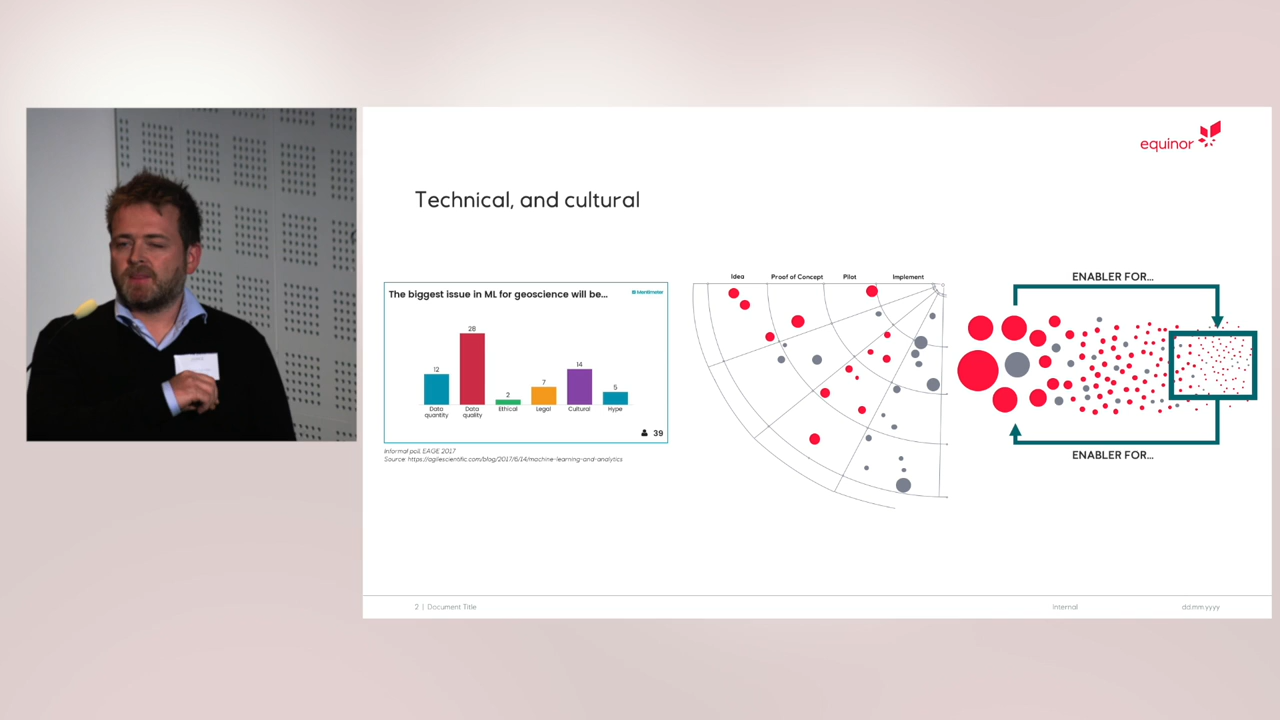 equinor
Technical, and cultural
The biggest issue in ML for geoscience will be...
Mentimeter
12
28
2
7
14
5
Data quantity
Data quality
Ethical
Legal
Cultural
Hype
39
Informal poll, EAGE 2017
Source: https://agilescientific.com/blog/2017/6/14/machine-learning-and-analytics
Idea
Proof of Concept
Pilot
Implement
ENABLER FOR...
ENABLER FOR...
2 | Document Title
Internal
dd.mm.yyyy